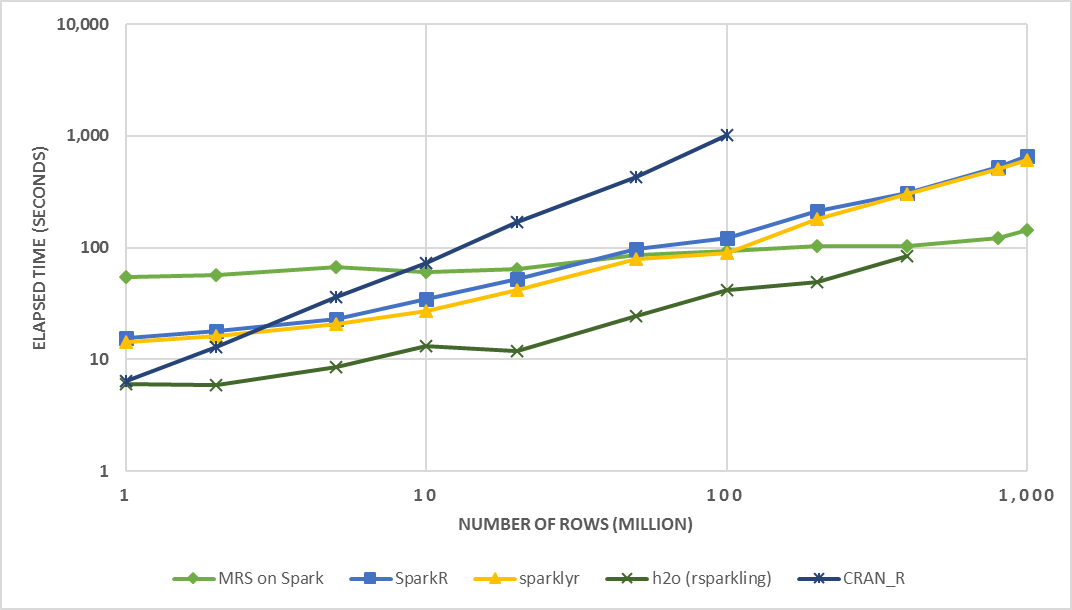 10,000
1,000
100
10
1
ELAPSED TIME (SECONDS)
1 10 100 1,000
NUMBER OF ROWS (MILLION)
MRS on Spark SparkR sparklyr h2o (rsparkling) CRAN_R